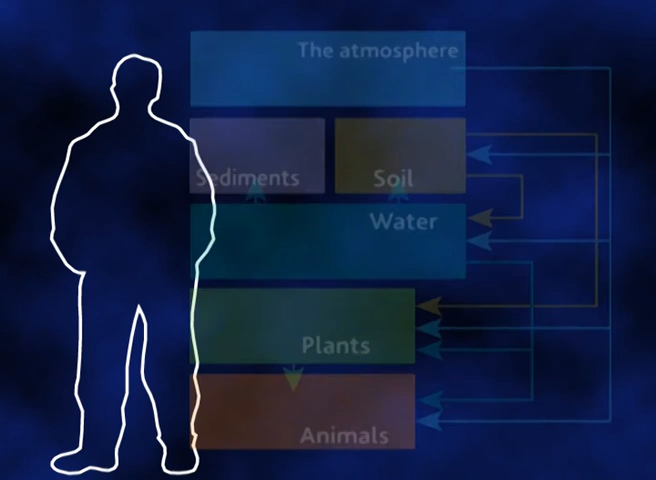 The atmosphere
Sediments
Soil
Water
Plants
Animals